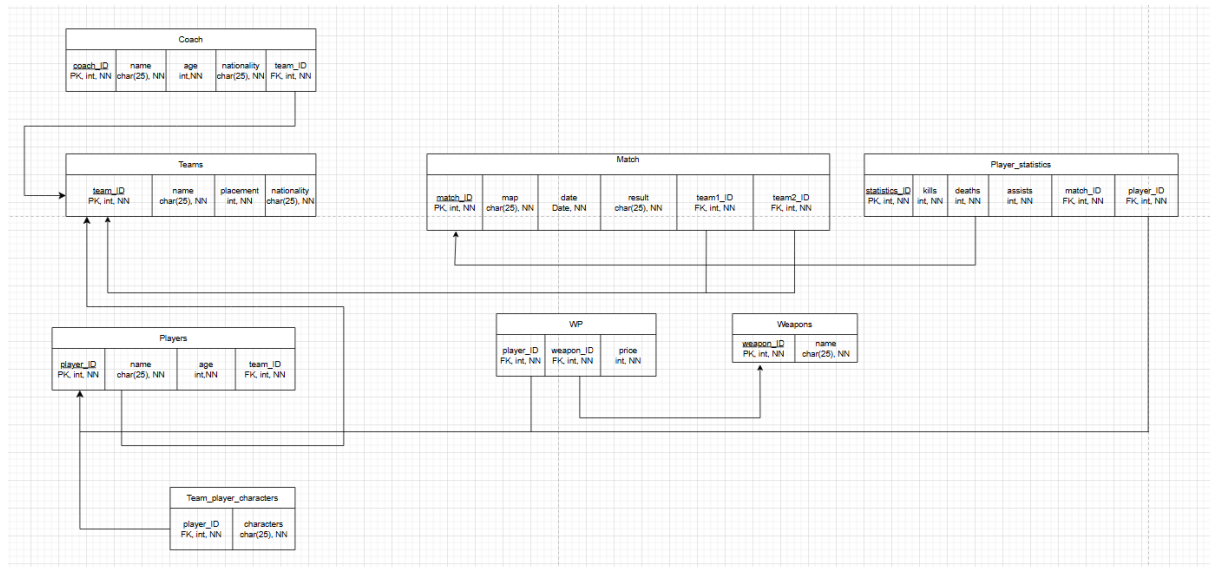 Coach
coach_ID name age nationality team_ID
PK, int, NN char(25), NN int,NN char(25), NN FK, int, NN
Teams
team_ID name placement nationality
PK, int, NN char(25), NN int, NN char(25), NN
Match
match_ID map date result team1_ID team2_ID
PK, int, NN char(25), NN Date, NN char(25), NN FK, int, NN FK, int, NN
Player_statistics
statistics_ID kills deaths assists match_ID player_ID
PK, int, NN int, NN int, NN int, NN FK, int, NN FK, int, NN
Players
player_ID name age team_ID
PK, int, NN char(25), NN int,NN FK, int, NN
WP
player_ID weapon_ID price
FK, int, NN FK, int, NN int, NN
Weapons
weapon_ID name
PK, int, NN char(25), NN
Team_player_characters
player_ID characters
FK, int, NN char(25), NN